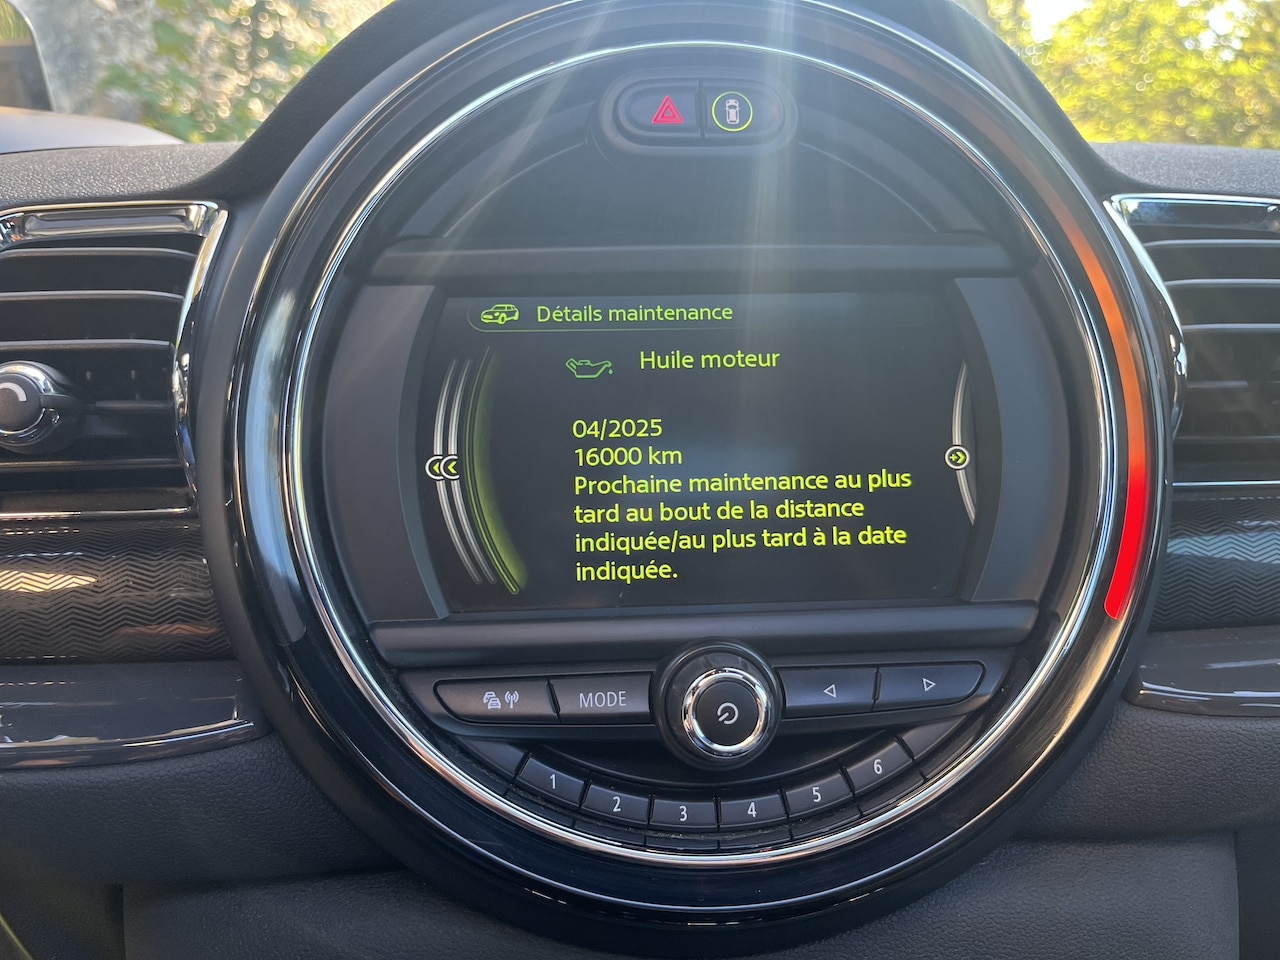 Détails maintenance
Huile moteur
04/2025
16000 km
Prochaine maintenance au plus
tard au bout de la distance
indiquée/au plus tard à la date
indiquée.
MODE
1 2 3 4 5 6